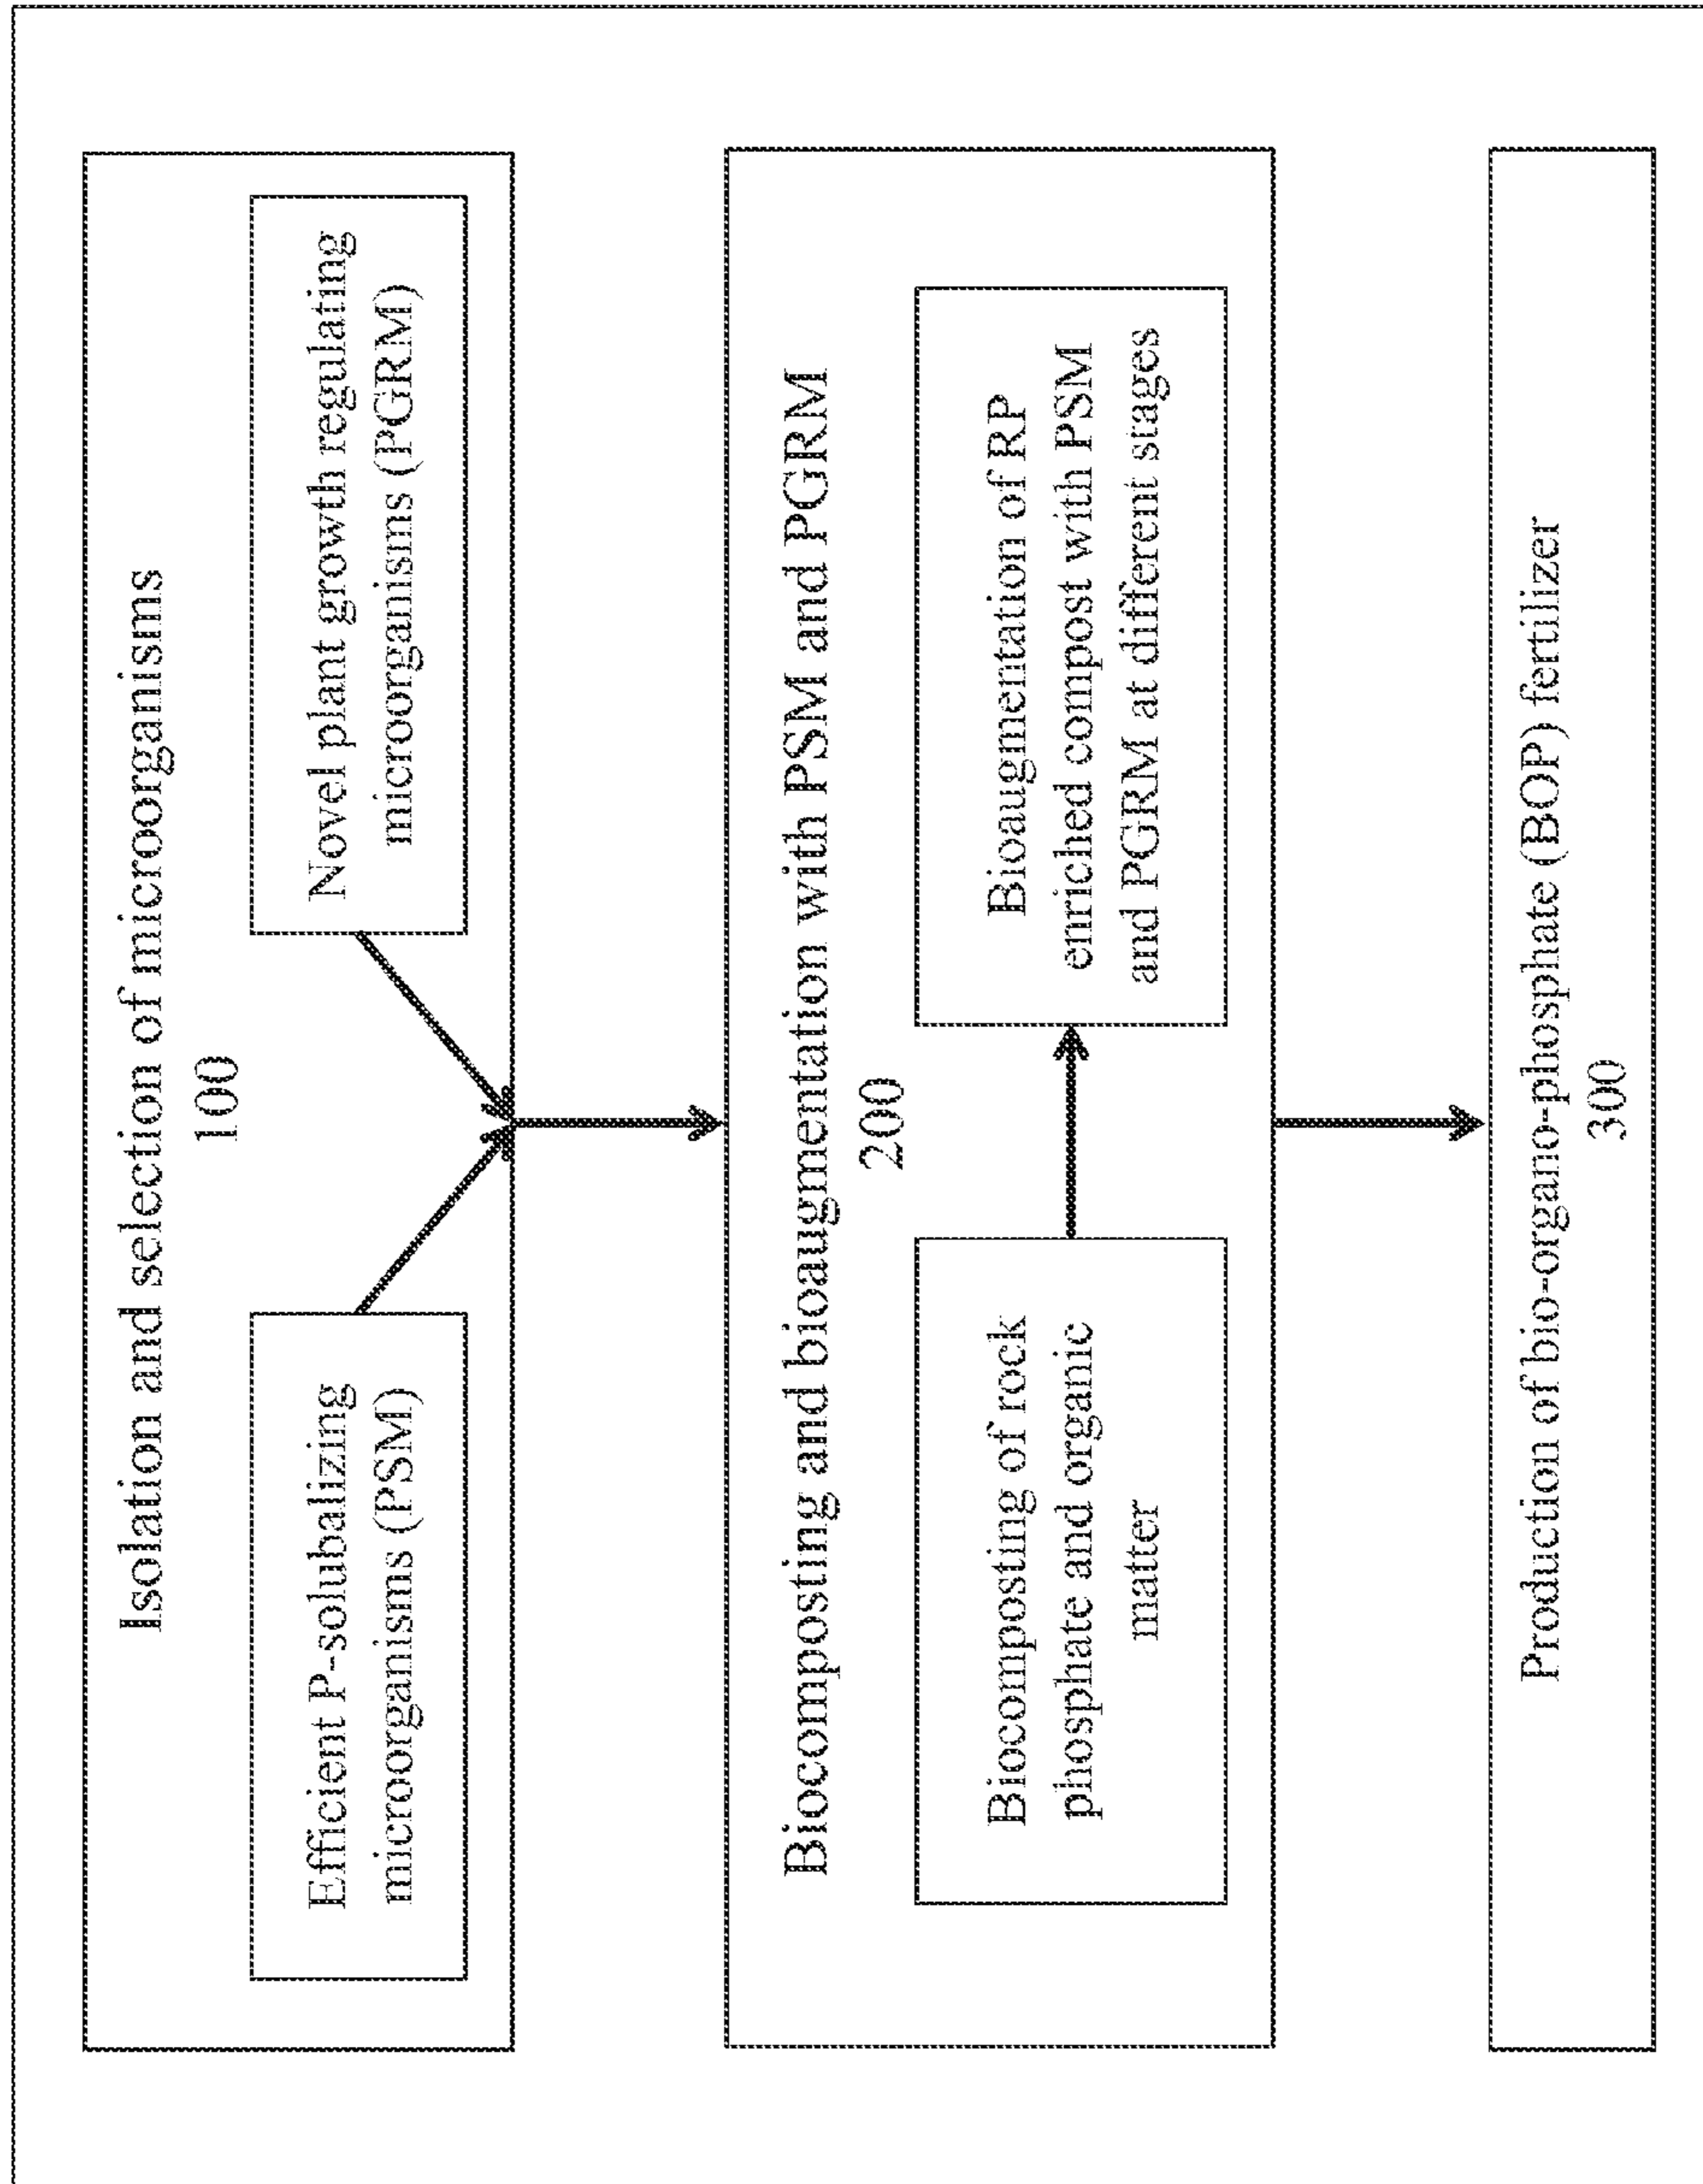 Isolation and selection of microorganisms
100
Efficient P-solubalizing
microorganisms (PSM)
Novel plant growth regulating
microorganisms (PGRM)
Biocomposting and bioaugmentation with PSM and PGRM
200
Biocomposting of rock
phosphate and organic
matter
Bioaugmentation of RP
enriched compost with PSM
and PGRM at different stages
Production of bio-organo-phosphate (BOP) fertilizer
300